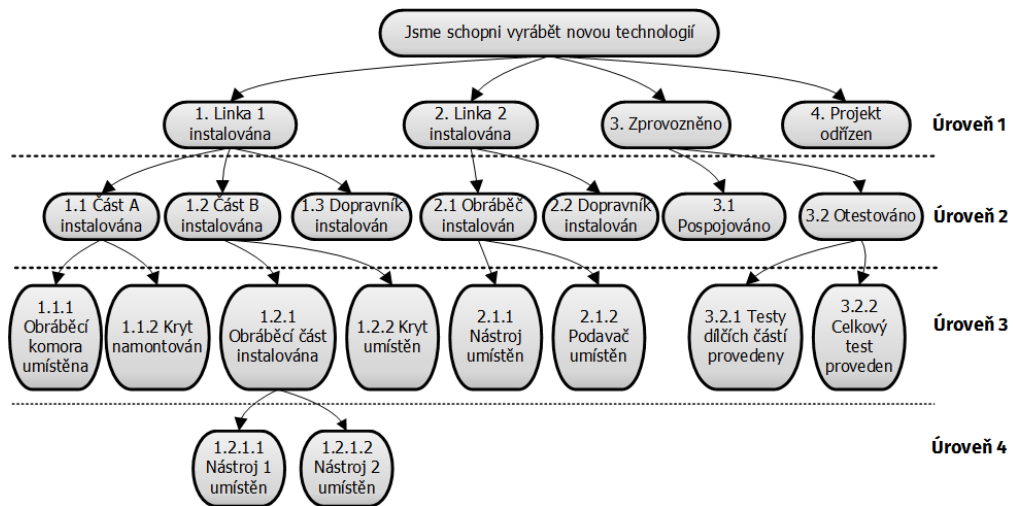 Jsme schopni vyrábět novou technologií
1. Linka 1
instalována
2. Linka 2
instalována
3. Zprovozněno
4. Projekt
odřízen
Úroveň 1
1.1 Část A
instalována
1.2 Část B
instalována
1.3 Dopravník
instalován
2.1 Obráběč
instalován
2.2 Dopravník
instalován
3.1
Pospojováno
3.2 Otestováno
Úroveň 2
1.1.1
Obráběcí
komora
umístěna
1.1.2 Kryt
namontován
1.2.1
Obráběcí část
instalována
1.2.2 Kryt
umístěn
2.1.1
Nástroj
umístěn
2.1.2
Podavač
umístěn
3.2.1 Testy
dílčích částí
provedeny
3.2.2
Celkový
test
proveden
Úroveň 3
1.2.1.1
Nástroj 1
umístěn
1.2.1.2
Nástroj 2
umístěn
Úroveň 4